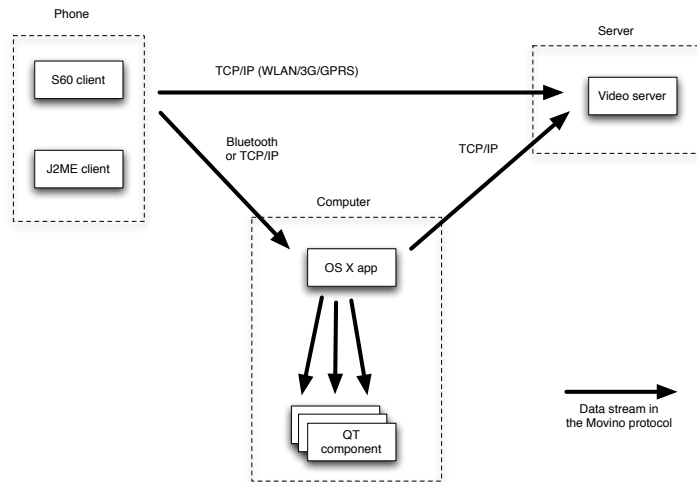 Phone
Server
S60 client
TCP/IP (WLAN/3G/GPRS)
Video server
Bluetooth
or TCP/IP
TCP/IP
J2ME client
Computer
OS X app
Data stream in
the Movino protocol
QT
component